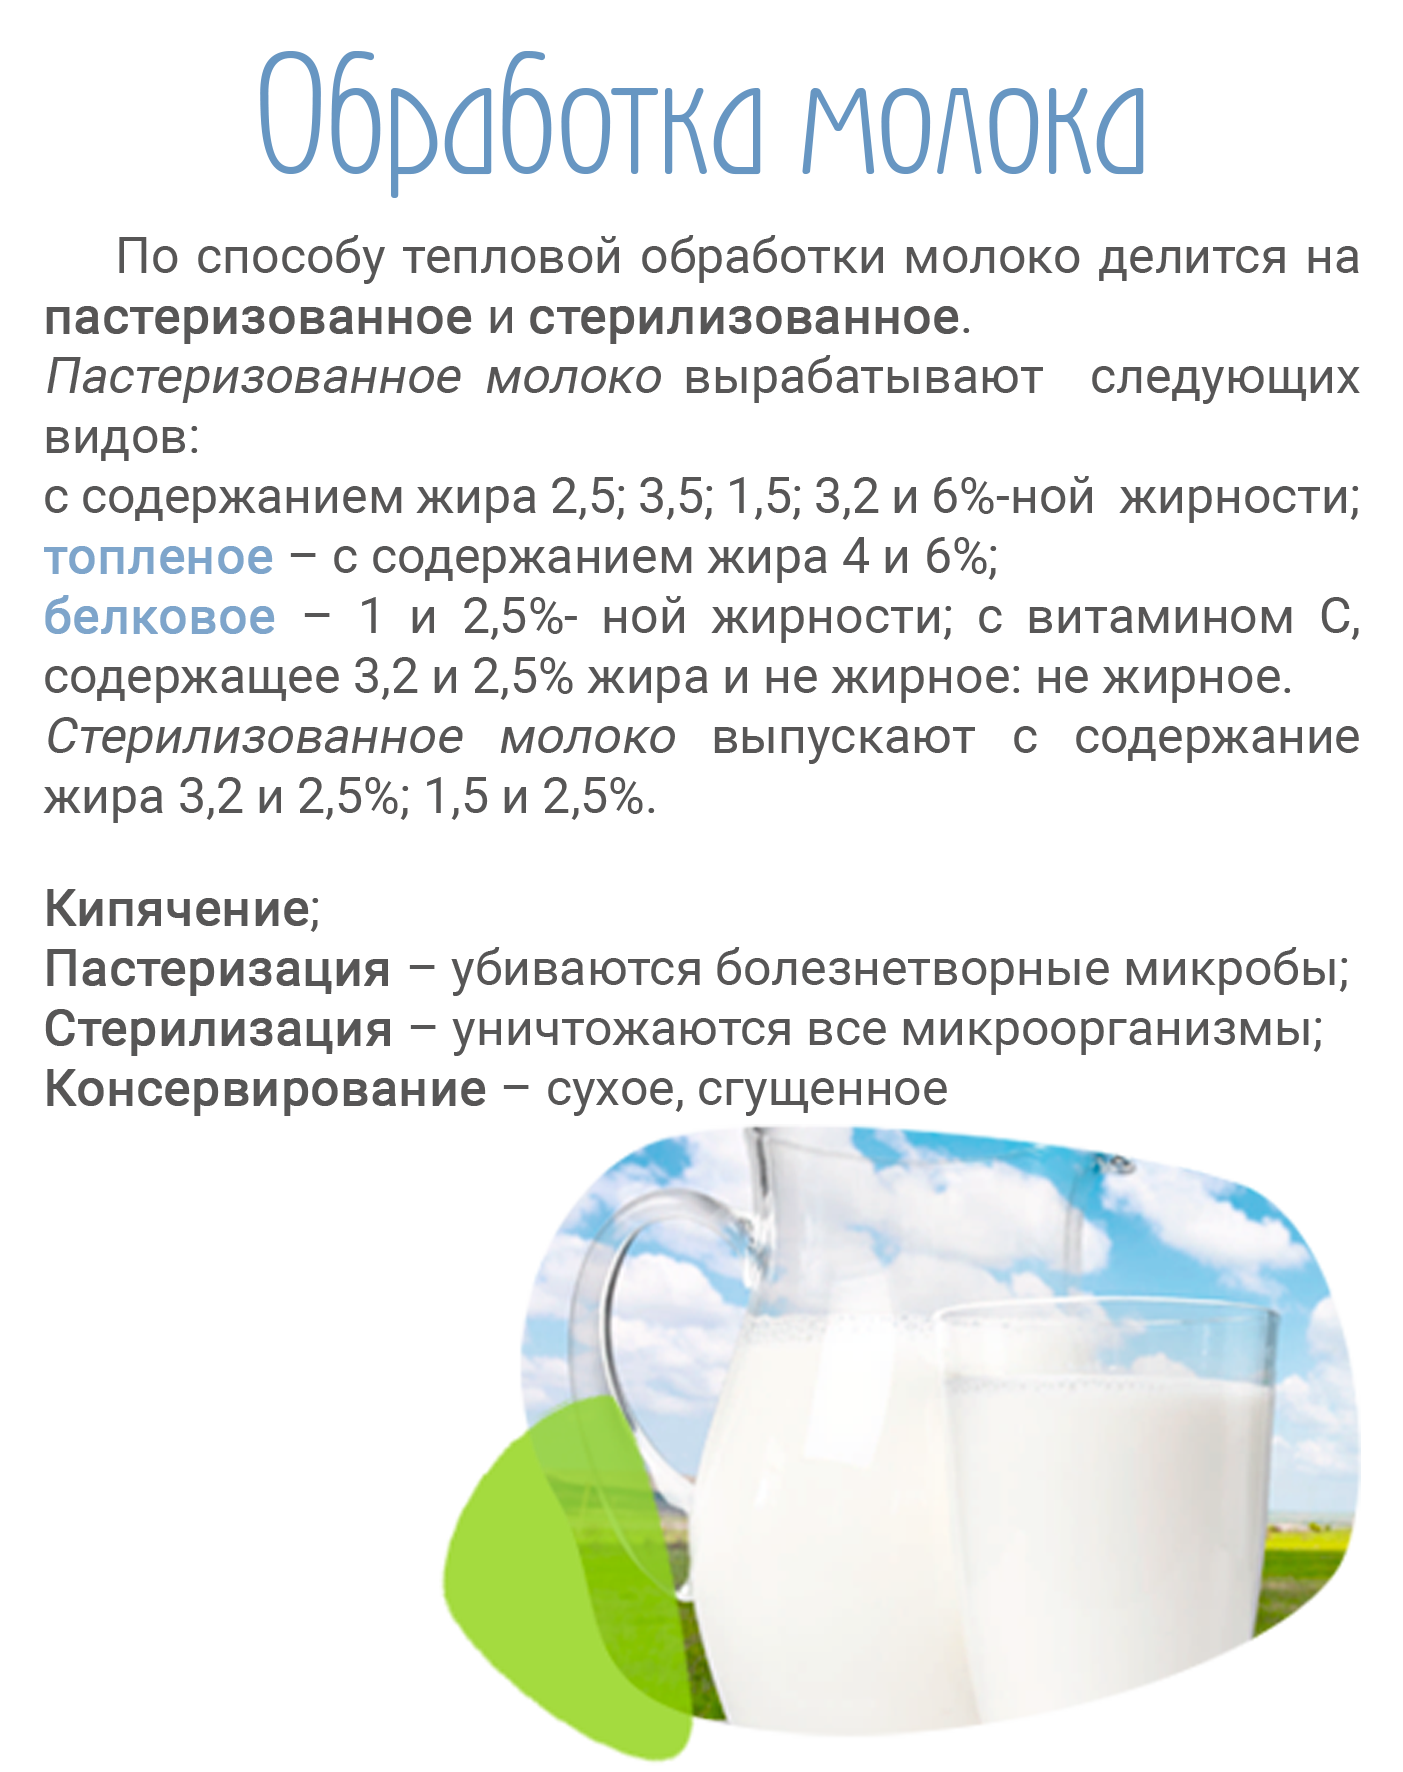 Обработка молока
По способу тепловой обработки молоко делится на
пастеризованное и стерилизованное.
Пастеризованное молоко вырабатывают следующих
видов:
с содержанием жира 2,5; 3,5; 1,5; 3,2 и 6%-ной жирности;
топленое – с содержанием жира 4 и 6%;
белковое – 1 и 2,5%- ной жирности; с витамином С,
содержащее 3,2 и 2,5% жира и не жирное: не жирное.
Стерилизованное молоко выпускают с содержание
жира 3,2 и 2,5%; 1,5 и 2,5%.
Кипячение;
Пастеризация – убиваются болезнетворные микробы;
Стерилизация – уничтожаются все микроорганизмы;
Консервирование – сухое, сгущенное